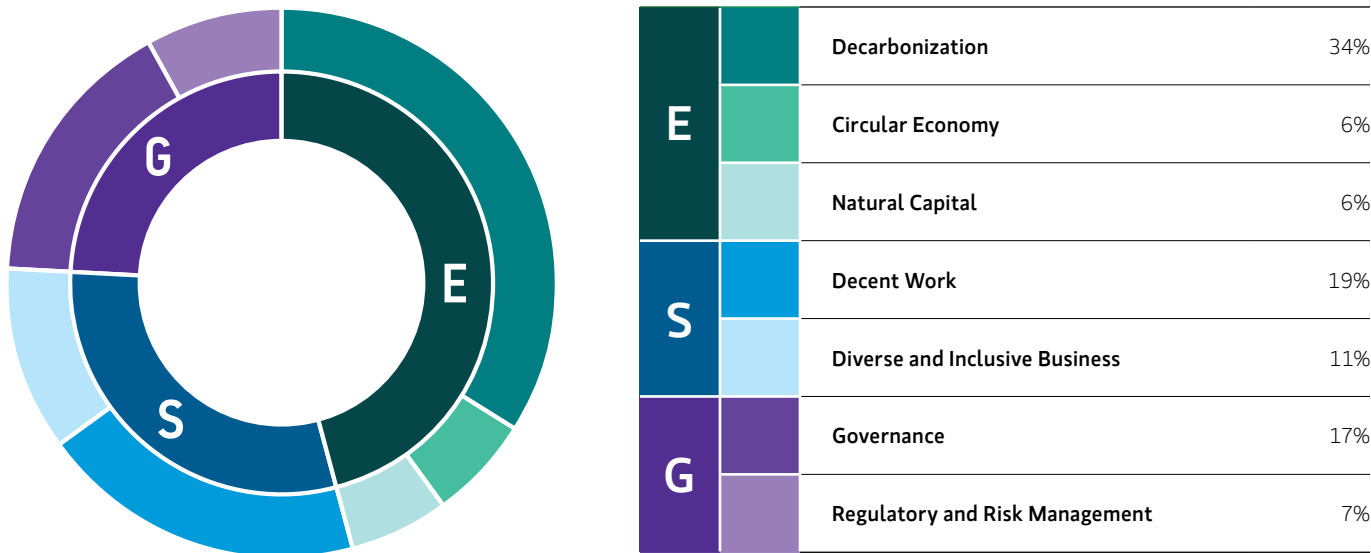 G
E
S
E
Decarbonization 34%
Circular Economy 6%
Natural Capital 6%
S
Decent Work 19%
Diverse and Inclusive Business 11%
G
Governance 17%
Regulatory and Risk Management 7%